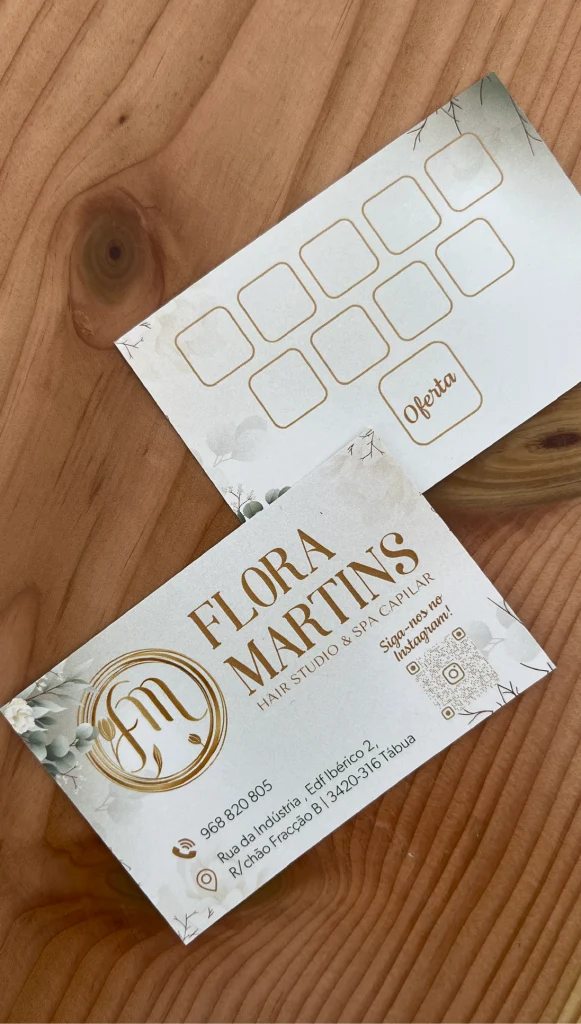 Oferta
FLORA
MARTINS
HAIR STUDIO & SPA CAPILAR
Siga-nos no
Instagram!
fm
968 820 805
Rua da Indústria , Edf Ibérico 2,
R/chão Fracção B | 3420-316 Tábua